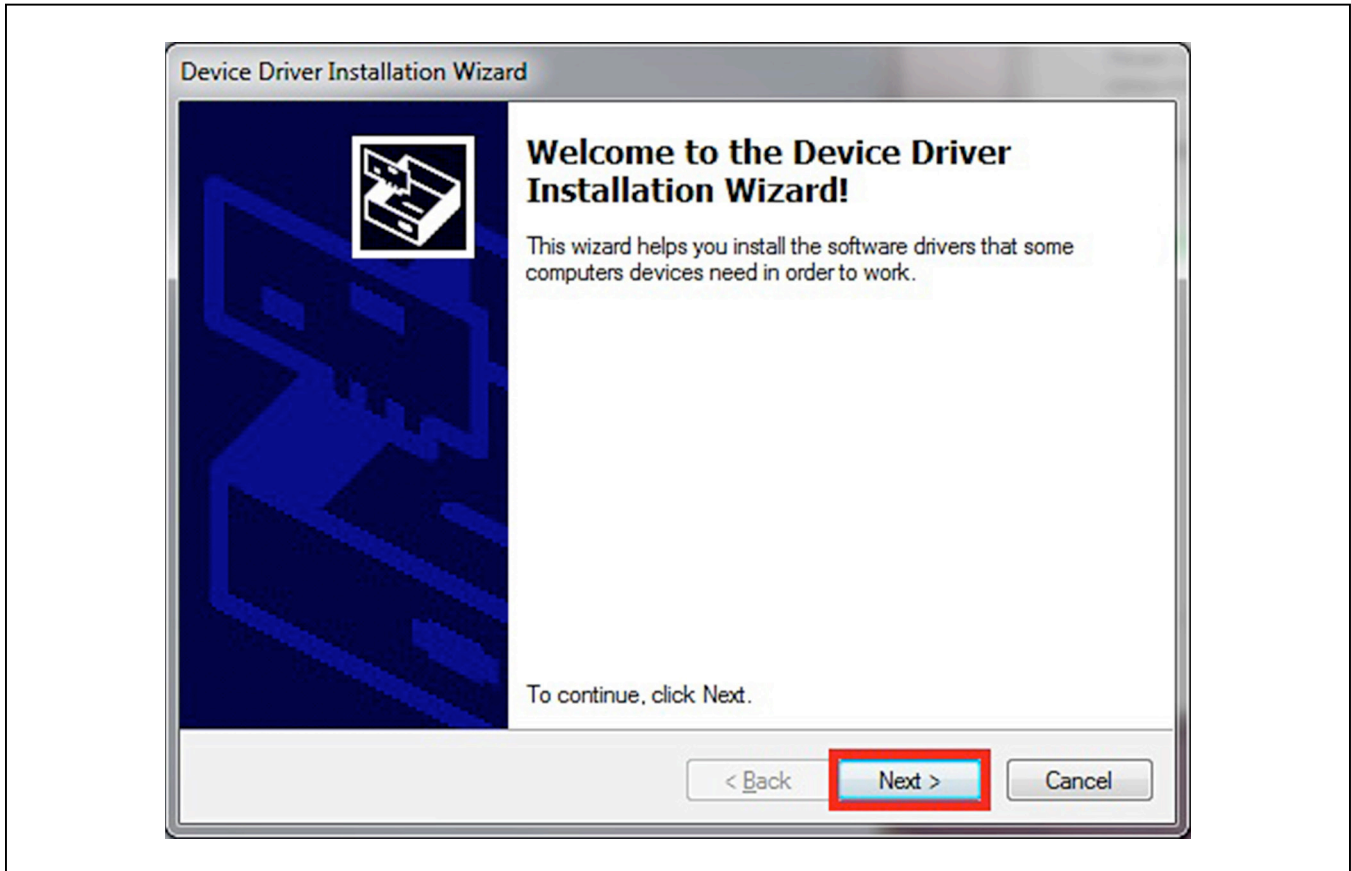 Device Driver Installation Wizard
Welcome to the Device Driver
Installation Wizard!
This wizard helps you install the software drivers that some
computers devices need in order to work.
To continue, click Next.
< Back
Next >
Cancel